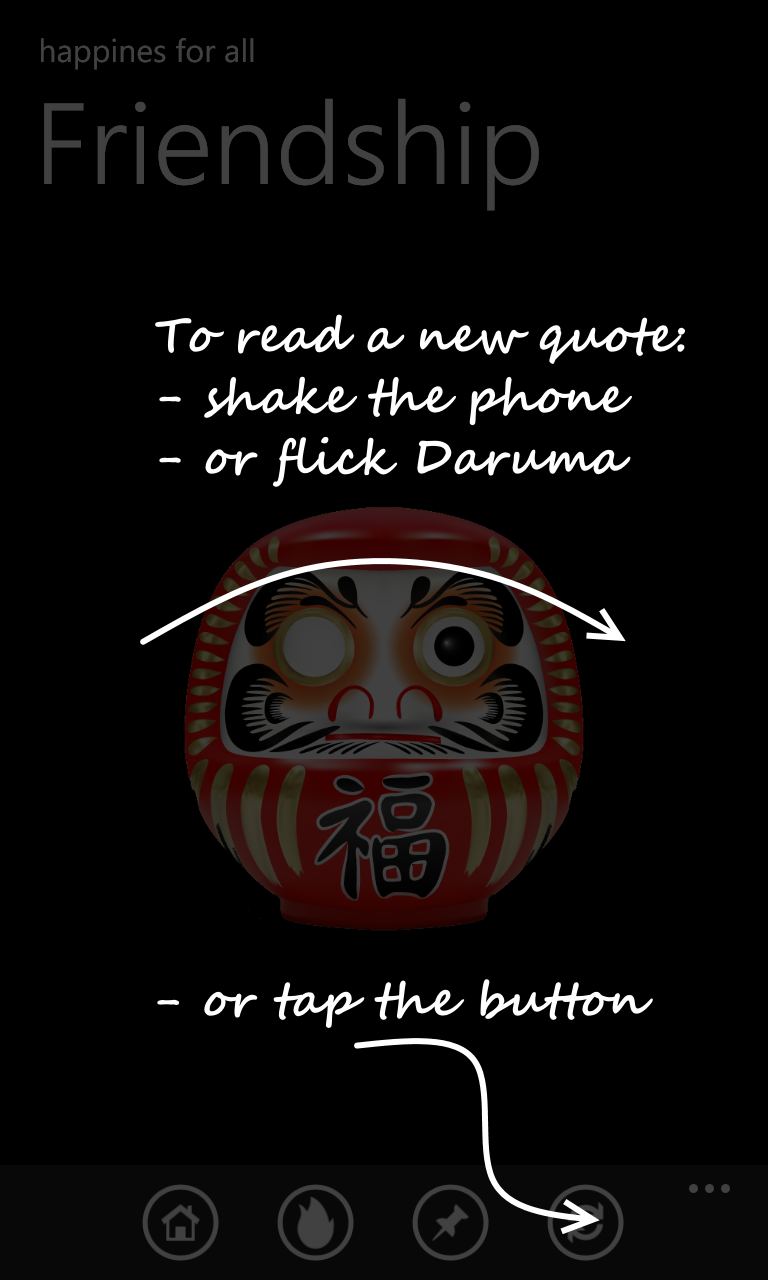 happines for all
Friendship
To read a new quote:
- shake the phone
- or flick Daruma
福
- or tap the button